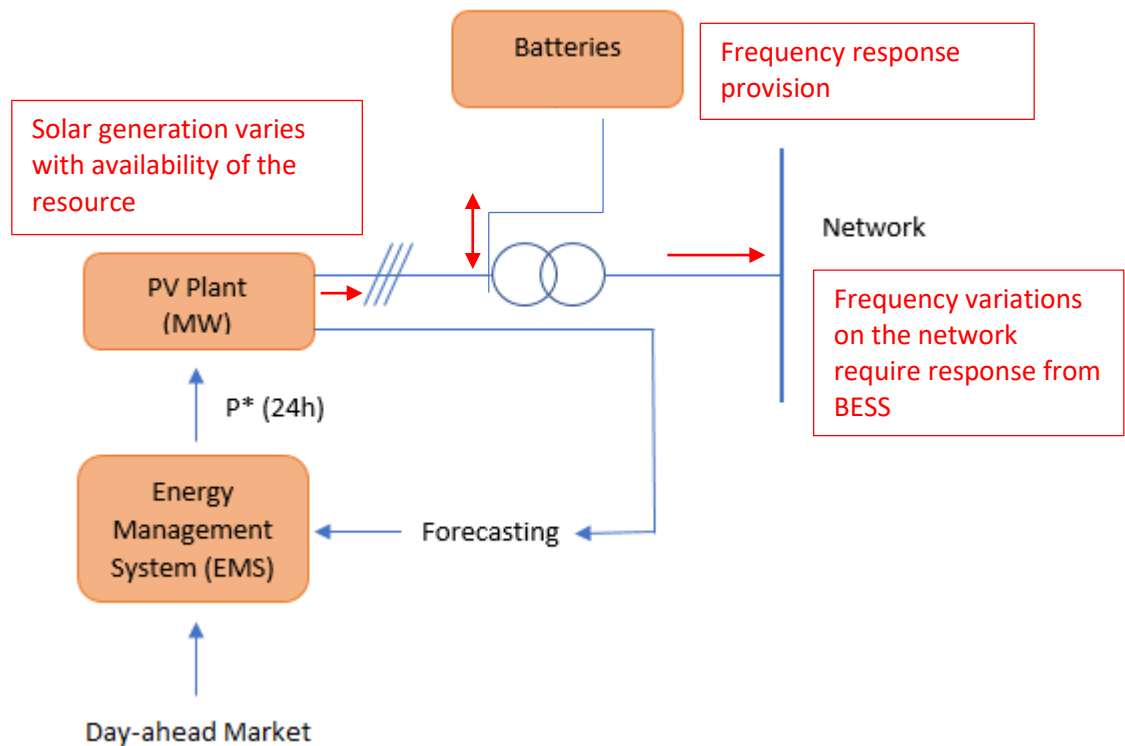 Batteries
Frequency response
provision
Solar generation varies
with availability of the
resource
Network
PV Plant
(MW)
Frequency variations
on the network
require response from
BESS
P* (24h)
Energy
Management
System (EMS)
Forecasting
Day-ahead Market